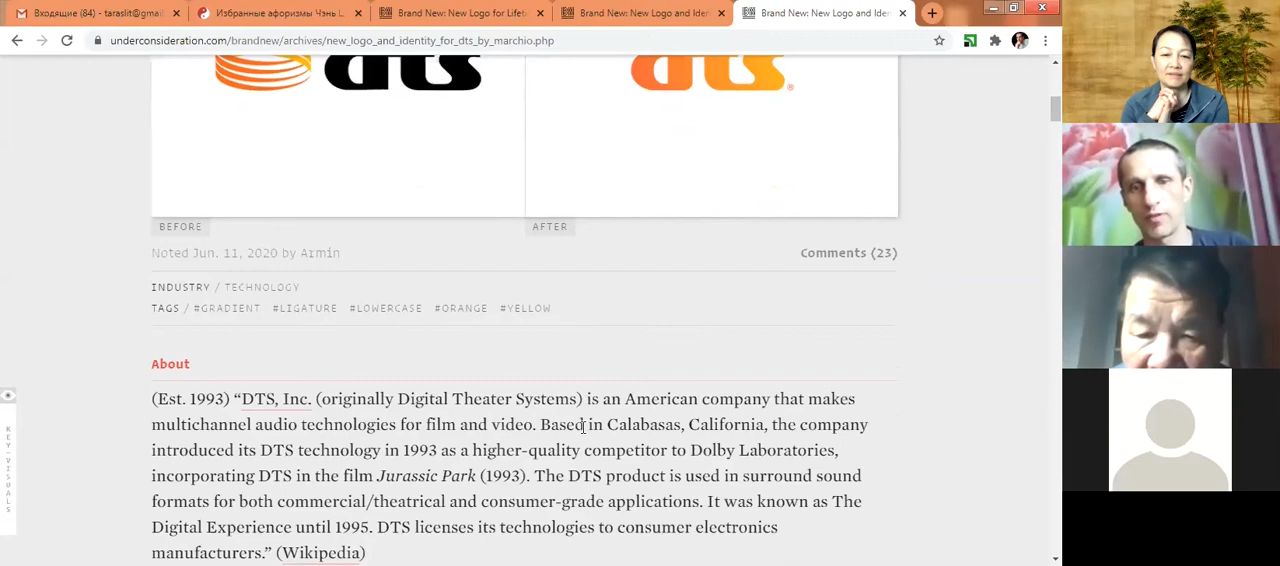 Входящие (84) - taraslit@gmai
Избранные афоризмы Чэнь L
Brand New: New Logo for Lifet
Brand New: New Logo and Iden
Brand New: New Logo and Iden
underconsideration.com/brandnew/archives/new_logo_and_identity_for_dts_by_marchio.php
dts dts®
BEFORE AFTER
Noted Jun. 11, 2020 by Armin Comments (23)
INDUSTRY / TECHNOLOGY
TAGS / #GRADIENT #LIGATURE #LOWERCASE #ORANGE #YELLOW
About
(Est. 1993) “DTS, Inc. (originally Digital Theater Systems) is an American company that makes
multichannel audio technologies for film and video. Based in Calabasas, California, the company
introduced its DTS technology in 1993 as a higher-quality competitor to Dolby Laboratories,
incorporating DTS in the film Jurassic Park (1993). The DTS product is used in surround sound
formats for both commercial/theatrical and consumer-grade applications. It was known as The
Digital Experience until 1995. DTS licenses its technologies to consumer electronics
manufacturers.” (Wikipedia)
KEY-VISUALS